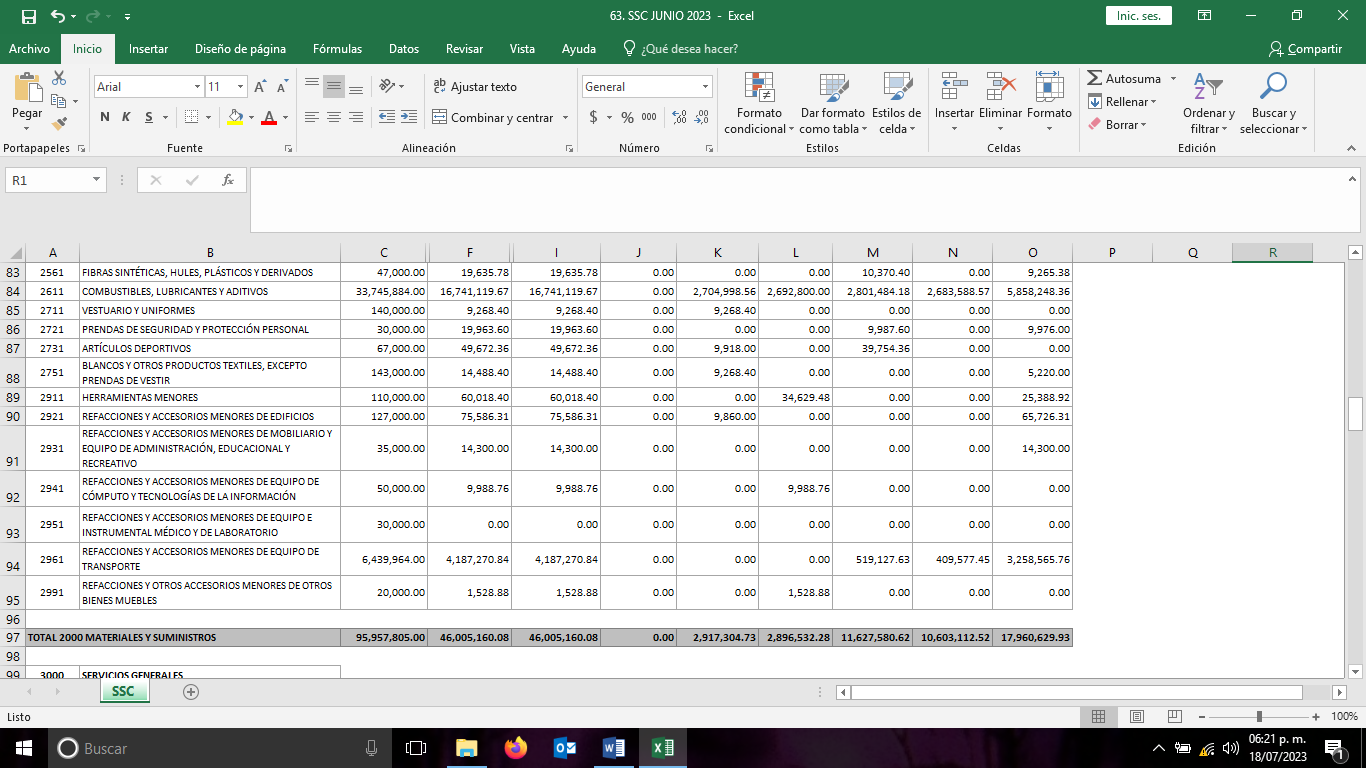 63. SSC JUNIO 2023 - Excel
Inic. ses.
Archivo Inicio Insertar Diseño de página Fórmulas Datos Revisar Vista Ayuda ¿Qué desea hacer? Compartir
Pegar
Arial 11
N K S
Ajustar texto
Combinar y centrar
General
$ % 000
Formato condicional
Dar formato como tabla
Estilos de celda
Insertar Eliminar Formato
Autosuma
Rellenar
Borrar
Ordenar y filtrar
Buscar y seleccionar
Portapapeles Fuente Alineación Número Estilos Celdas Edición
R1 fx
A B C F I J K L M N O P Q R
83 2561 FIBRAS SINTÉTICAS, HULES, PLÁSTICOS Y DERIVADOS 47,000.00 19,635.78 19,635.78 0.00 0.00 0.00 10,370.40 0.00 9,265.38
84 2611 COMBUSTIBLES, LUBRICANTES Y ADITIVOS 33,745,884.00 16,741,119.67 16,741,119.67 0.00 2,704,998.56 2,692,800.00 2,801,484.18 2,683,588.57 5,858,248.36
85 2711 VESTUARIO Y UNIFORMES 140,000.00 9,268.40 9,268.40 0.00 9,268.40 0.00 0.00 0.00 0.00
86 2721 PRENDAS DE SEGURIDAD Y PROTECCIÓN PERSONAL 30,000.00 19,963.60 19,963.60 0.00 0.00 0.00 9,987.60 0.00 9,976.00
87 2731 ARTÍCULOS DEPORTIVOS 67,000.00 49,672.36 49,672.36 0.00 9,918.00 0.00 39,754.36 0.00 0.00
88 2751 BLANCOS Y OTROS PRODUCTOS TEXTILES, EXCEPTO
PRENDAS DE VESTIR 143,000.00 14,488.40 14,488.40 0.00 9,268.40 0.00 0.00 0.00 5,220.00
89 2911 HERRAMIENTAS MENORES 110,000.00 60,018.40 60,018.40 0.00 0.00 34,629.48 0.00 0.00 25,388.92
90 2921 REFACCIONES Y ACCESORIOS MENORES DE EDIFICIOS 127,000.00 75,586.31 75,586.31 0.00 9,860.00 0.00 0.00 0.00 65,726.31
91 2931 REFACCIONES Y ACCESORIOS MENORES DE MOBILIARIO Y
EQUIPO DE ADMINISTRACIÓN, EDUCACIONAL Y
RECREATIVO 35,000.00 14,300.00 14,300.00 0.00 0.00 0.00 0.00 0.00 14,300.00
92 2941 REFACCIONES Y ACCESORIOS MENORES DE EQUIPO DE
CÓMPUTO Y TECNOLOGÍAS DE LA INFORMACIÓN 50,000.00 9,988.76 9,988.76 0.00 0.00 9,988.76 0.00 0.00 0.00
93 2951 REFACCIONES Y ACCESORIOS MENORES DE EQUIPO E
INSTRUMENTAL MÉDICO Y DE LABORATORIO 30,000.00 0.00 0.00 0.00 0.00 0.00 0.00 0.00 0.00
94 2961 REFACCIONES Y ACCESORIOS MENORES DE EQUIPO DE
TRANSPORTE 6,439,964.00 4,187,270.84 4,187,270.84 0.00 0.00 0.00 519,127.63 409,577.45 3,258,565.76
95 2991 REFACCIONES Y OTROS ACCESORIOS MENORES DE OTROS
BIENES MUEBLES 20,000.00 1,528.88 1,528.88 0.00 0.00 1,528.88 0.00 0.00 0.00
96
97 TOTAL 2000 MATERIALES Y SUMINISTROS 95,957,805.00 46,005,160.08 46,005,160.08 0.00 2,917,304.73 2,896,532.28 11,627,580.62 10,603,112.52 17,960,629.93
98
99 3000 SERVICIOS GENERALES
SSC
Listo 100%
Buscar
06:21 p. m.
18/07/2023
1